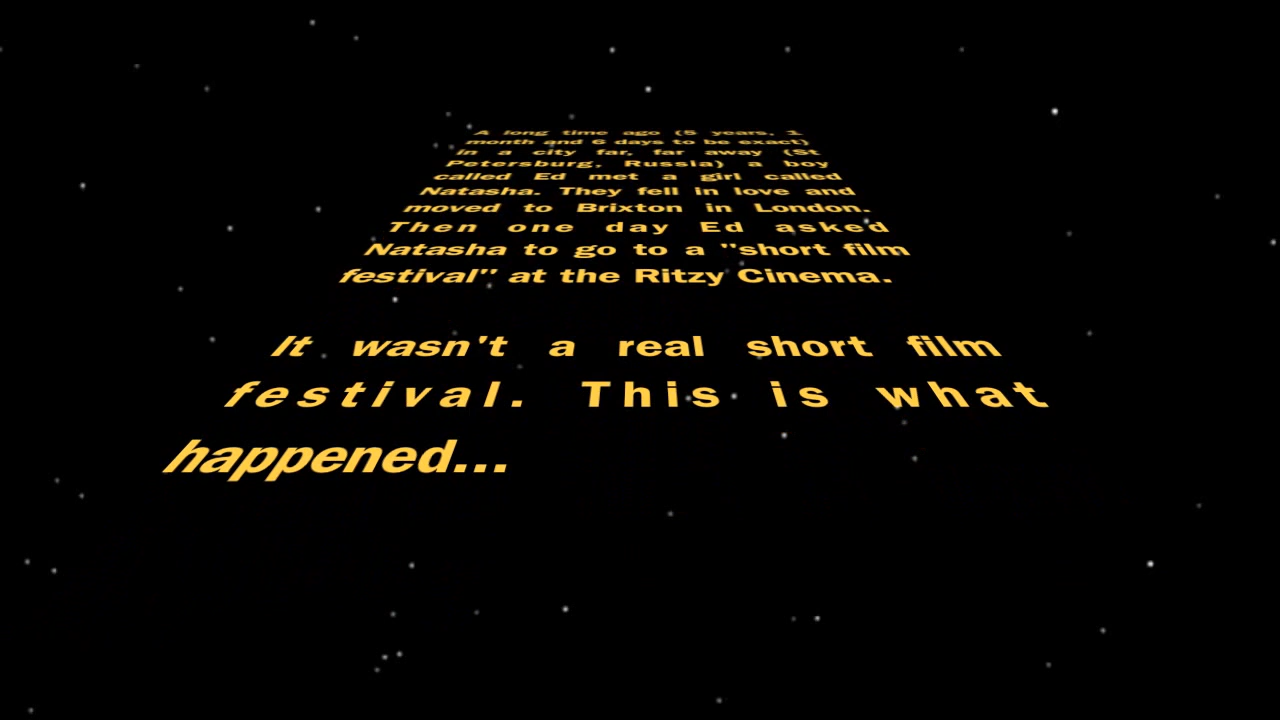 A long time ago (5 years, 1
month and 6 days to be exact)
in a city far, far away (St
Petersburg, Russia) a boy
called Ed met a girl called
Natasha. They fell in love and
moved to Brixton in London.
Then one day Ed asked
Natasha to go to a "short film
festival" at the Ritzy Cinema.
It wasn't a real short film
festival. This is what
happened...